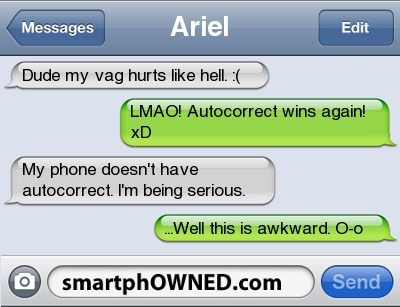 Messages
Ariel
Edit
Dude my vag hurts like hell. :(
LMAO! Autocorrect wins again!
xD
My phone doesn't have
autocorrect. I'm being serious.
...Well this is awkward. O-o
smartphOWNED.com
Send